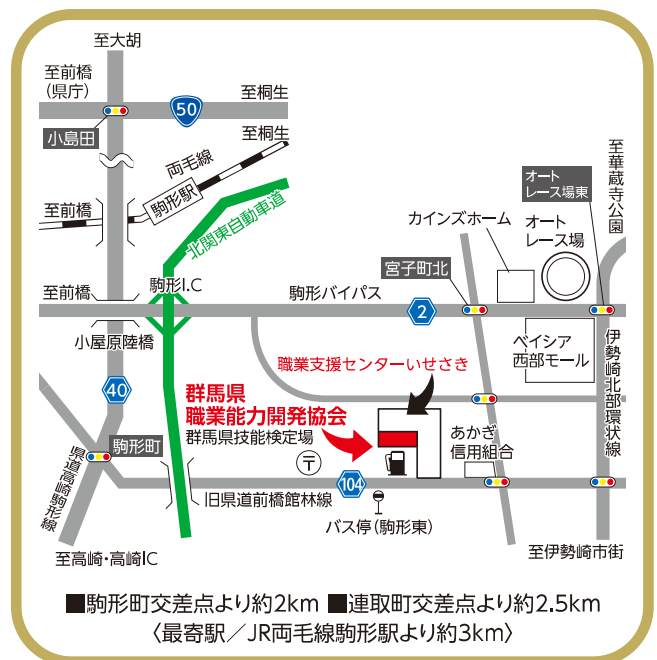 至大胡
至前橋
(県庁)
至桐生
50
小島田
至桐生
両毛線
駒形駅
至前橋
北関東自動車道
至華蔵寺公園
オート
レース場東
カインズホーム
オート
レース場
宮子町北
駒形I.C
至前橋
駒形バイパス
2
小屋原陸橋
ベイシア
西部モール
伊勢崎北部環状線
職業支援センターいせさき
40
群馬県
職業能力開発協会
群馬県技能検定場
駒形町
あかぎ
信用組合
〒
104
県道高崎駒形線
旧県道前橋館林線
バス停(駒形東)
至高崎・高崎IC
至伊勢崎市街
■駒形町交差点より約2km ■連取町交差点より約2.5km
〈最寄駅/JR両毛線駒形駅より約3km〉